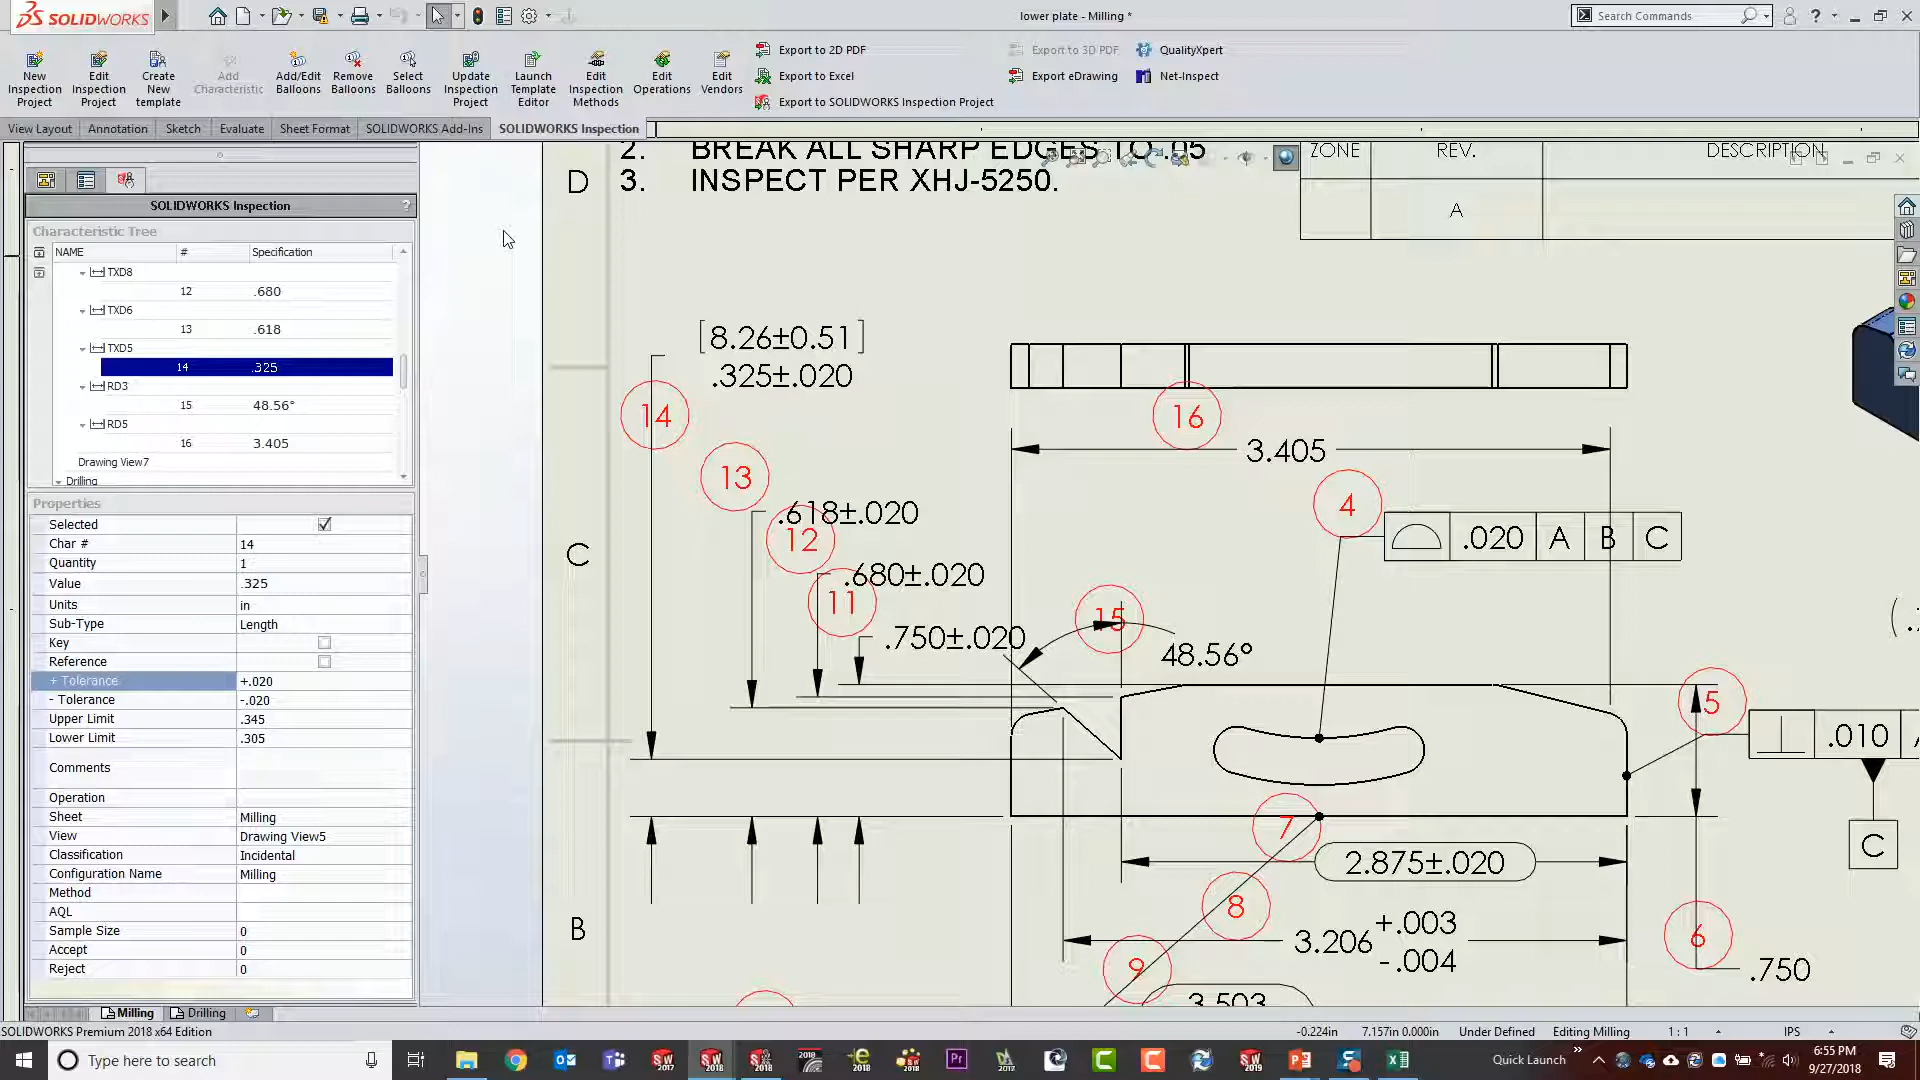 SOLIDWORKS
lower plate - Milling *
Search Commands
New Inspection Project
Edit Inspection Project
Create New template
Add Characteristic
Add/Edit Balloons
Remove Balloons
Select Balloons
Update Inspection Project
Launch Template Editor
Edit Inspection Methods
Edit Operations
Edit Vendors
Export to 2D PDF
Export to Excel
Export to SOLIDWORKS Inspection Project
Export to 3D PDF
Export eDrawing
QualityXpert
Net-Inspect
View Layout
Annotation
Sketch
Evaluate
Sheet Format
SOLIDWORKS Add-Ins
SOLIDWORKS Inspection
SOLIDWORKS Inspection
?
Characteristic Tree
NAME # Specification
TXD8
12 .680
TXD6
13 .618
TXD5
14 .325
RD3
15 48.56°
RD5
16 3.405
Drawing View7
Drilling
Properties
Selected
Char # 14
Quantity 1
Value .325
Units in
Sub-Type Length
Key
Reference
+ Tolerance +.020
- Tolerance -.020
Upper Limit .345
Lower Limit .305
Comments
Operation
Sheet Milling
View Drawing View5
Classification Incidental
Configuration Name Milling
Method
AQL
Sample Size 0
Accept 0
Reject 0
Milling
Drilling
2. BREAK ALL SHARP EDGES TO .05
D 3. INSPECT PER XHJ-5250.
ZONE REV. DESCRIPTION
A
[8.26±0.51]
.325±.020
14
16
3.405
13
4
.618±.020
12
.020 A B C
C
.680±.020
11
15
.750±.020
48.56°
5
.010
7
2.875±.020
C
8
B
3.206 +.003
-.004
6
9
.750
3.503
SOLIDWORKS Premium 2018 x64 Edition
-0.224in 7.157in 0.000in Under Defined Editing Milling 1 : 1 IPS
Type here to search
Quick Launch
6:55 PM
9/27/2018